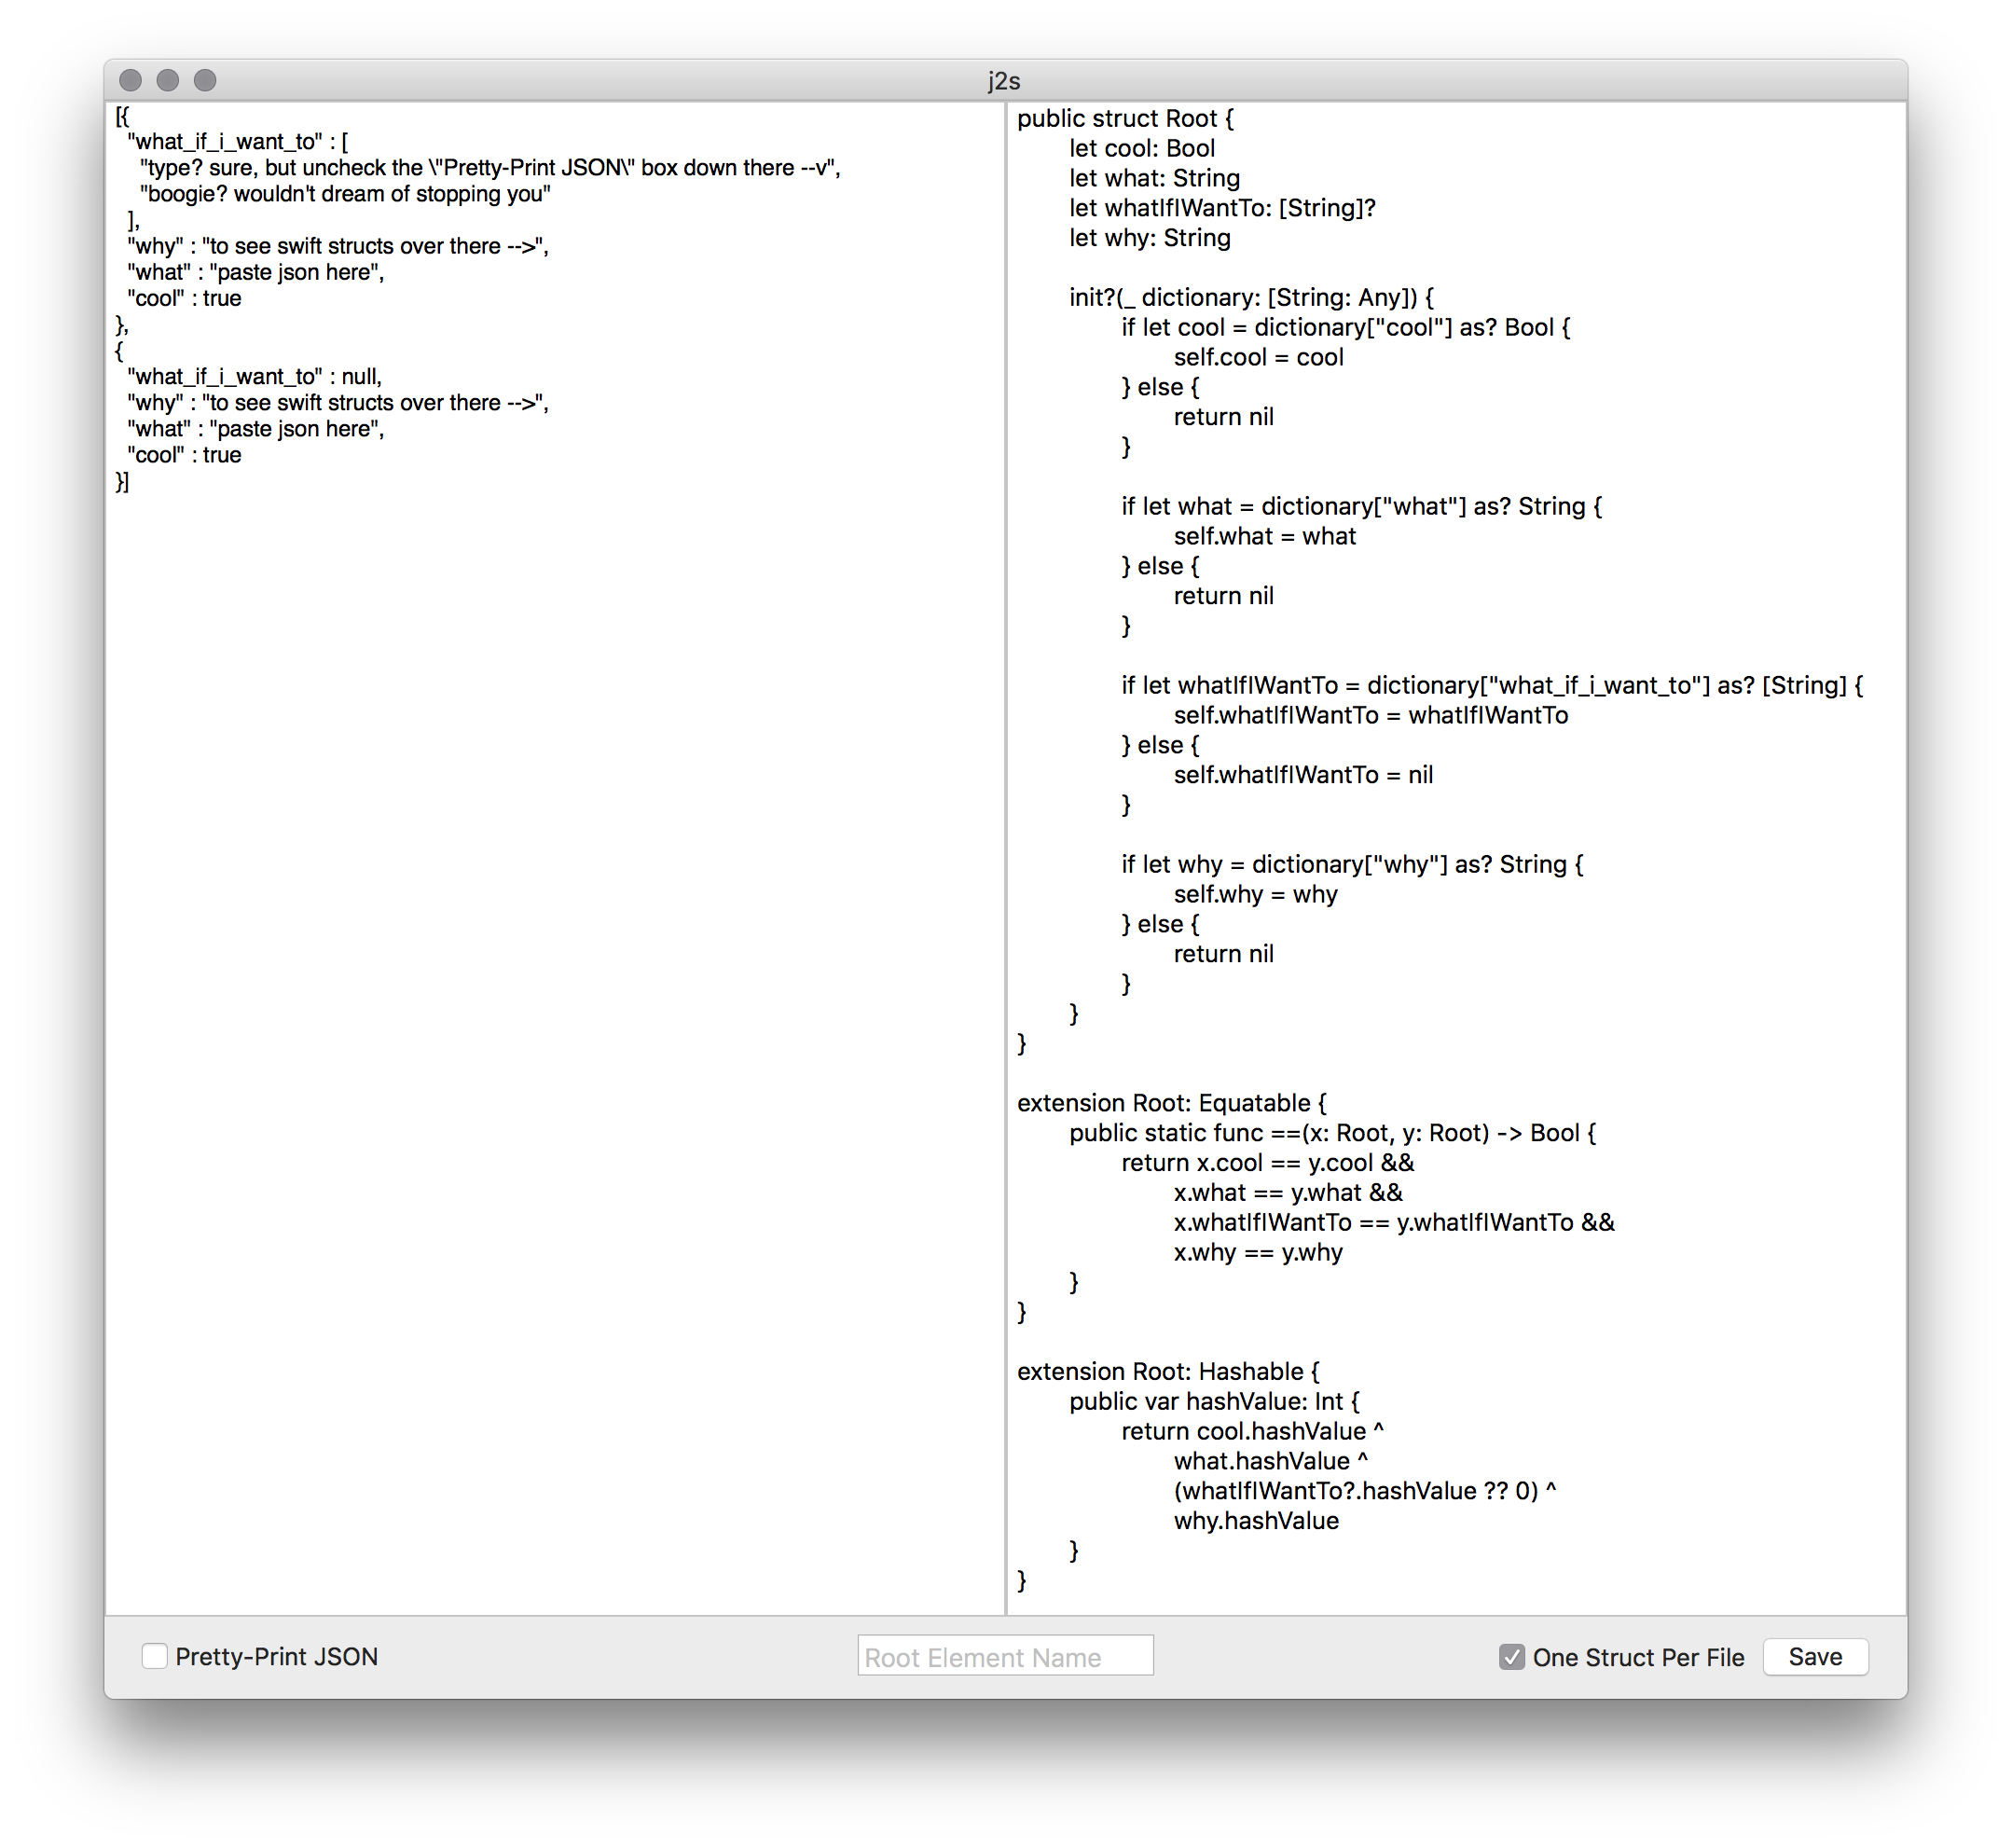 j2s
[{
  "what_if_i_want_to" : [
    "type? sure, but uncheck the \"Pretty-Print JSON\" box down there --v",
    "boogie? wouldn't dream of stopping you"
  ],
  "why" : "to see swift structs over there -->",
  "what" : "paste json here",
  "cool" : true
},
{
  "what_if_i_want_to" : null,
  "why" : "to see swift structs over there -->",
  "what" : "paste json here",
  "cool" : true
}]
public struct Root {
    let cool: Bool
    let what: String
    let whatIfIWantTo: [String]?
    let why: String

    init?(_ dictionary: [String: Any]) {
        if let cool = dictionary["cool"] as? Bool {
            self.cool = cool
        } else {
            return nil
        }

        if let what = dictionary["what"] as? String {
            self.what = what
        } else {
            return nil
        }

        if let whatIfIWantTo = dictionary["what_if_i_want_to"] as? [String] {
            self.whatIfIWantTo = whatIfIWantTo
        } else {
            self.whatIfIWantTo = nil
        }

        if let why = dictionary["why"] as? String {
            self.why = why
        } else {
            return nil
        }
    }
}

extension Root: Equatable {
    public static func ==(x: Root, y: Root) -> Bool {
        return x.cool == y.cool &&
            x.what == y.what &&
            x.whatIfIWantTo == y.whatIfIWantTo &&
            x.why == y.why
    }
}

extension Root: Hashable {
    public var hashValue: Int {
        return cool.hashValue ^
            what.hashValue ^
            (whatIfIWantTo?.hashValue ?? 0) ^
            why.hashValue
    }
}
Pretty-Print JSON
Root Element Name
One Struct Per File
Save